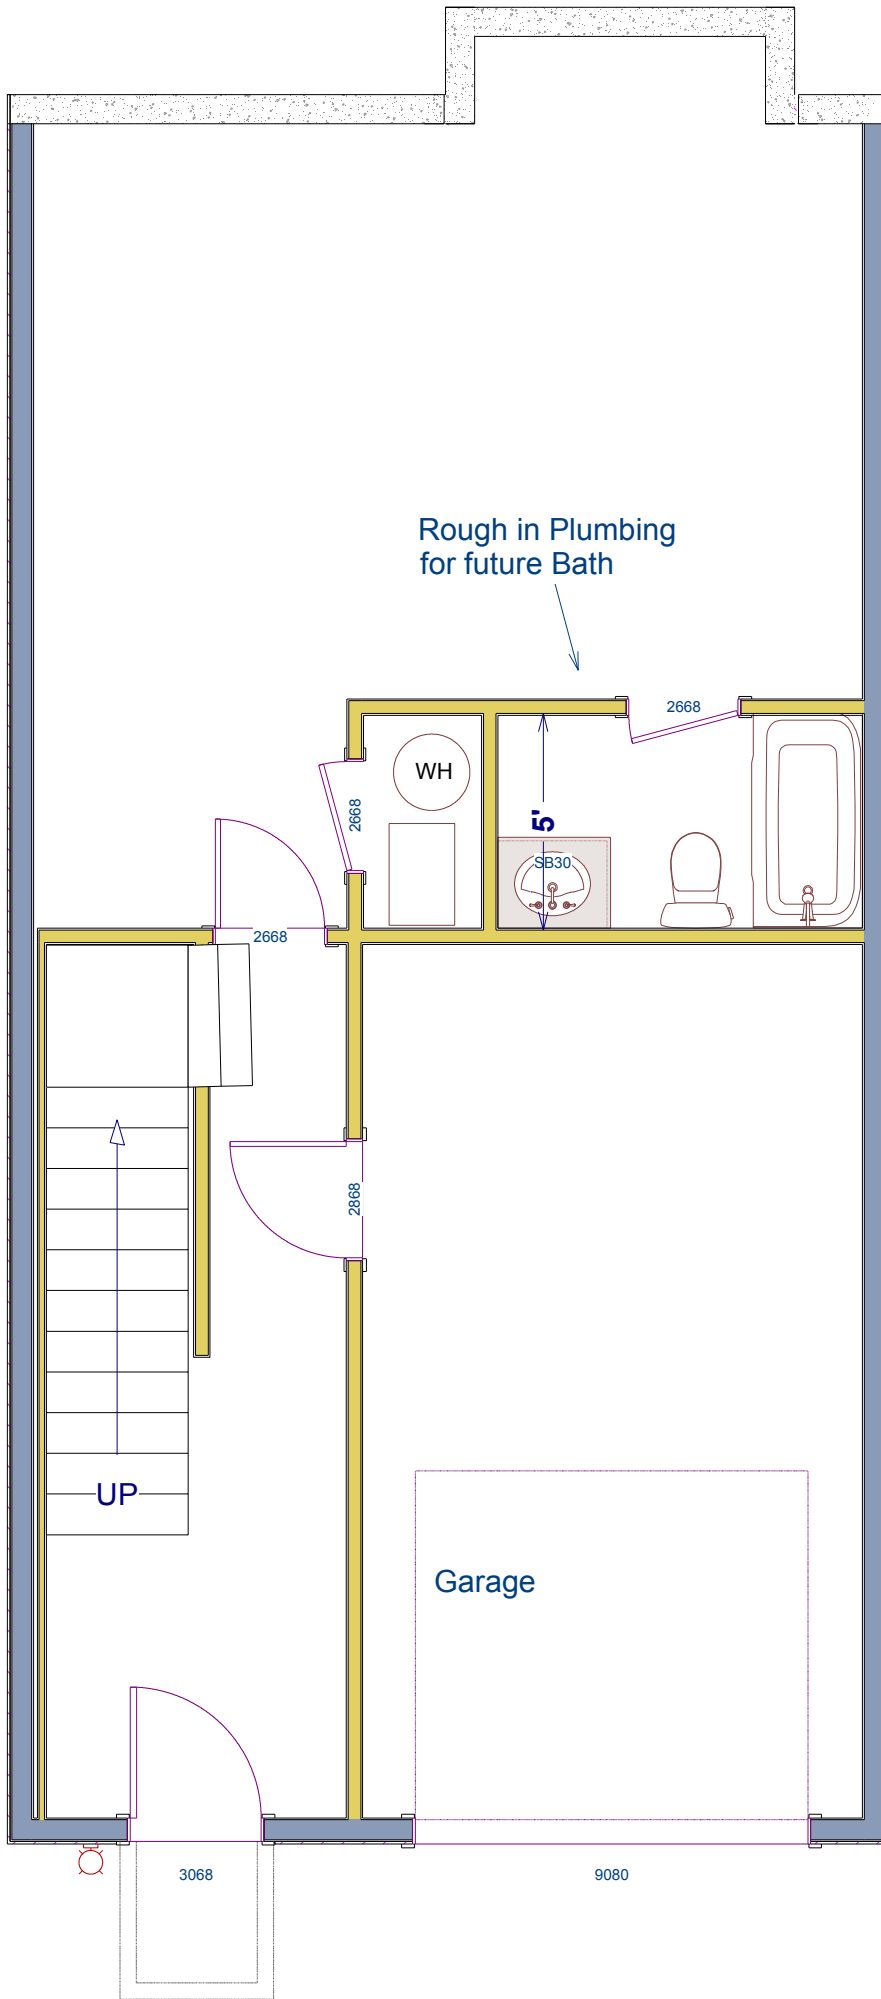 Rough in Plumbing
for future Bath
2668
WH
2668
5'
SB30
2668
2868
UP
Garage
3068
9080